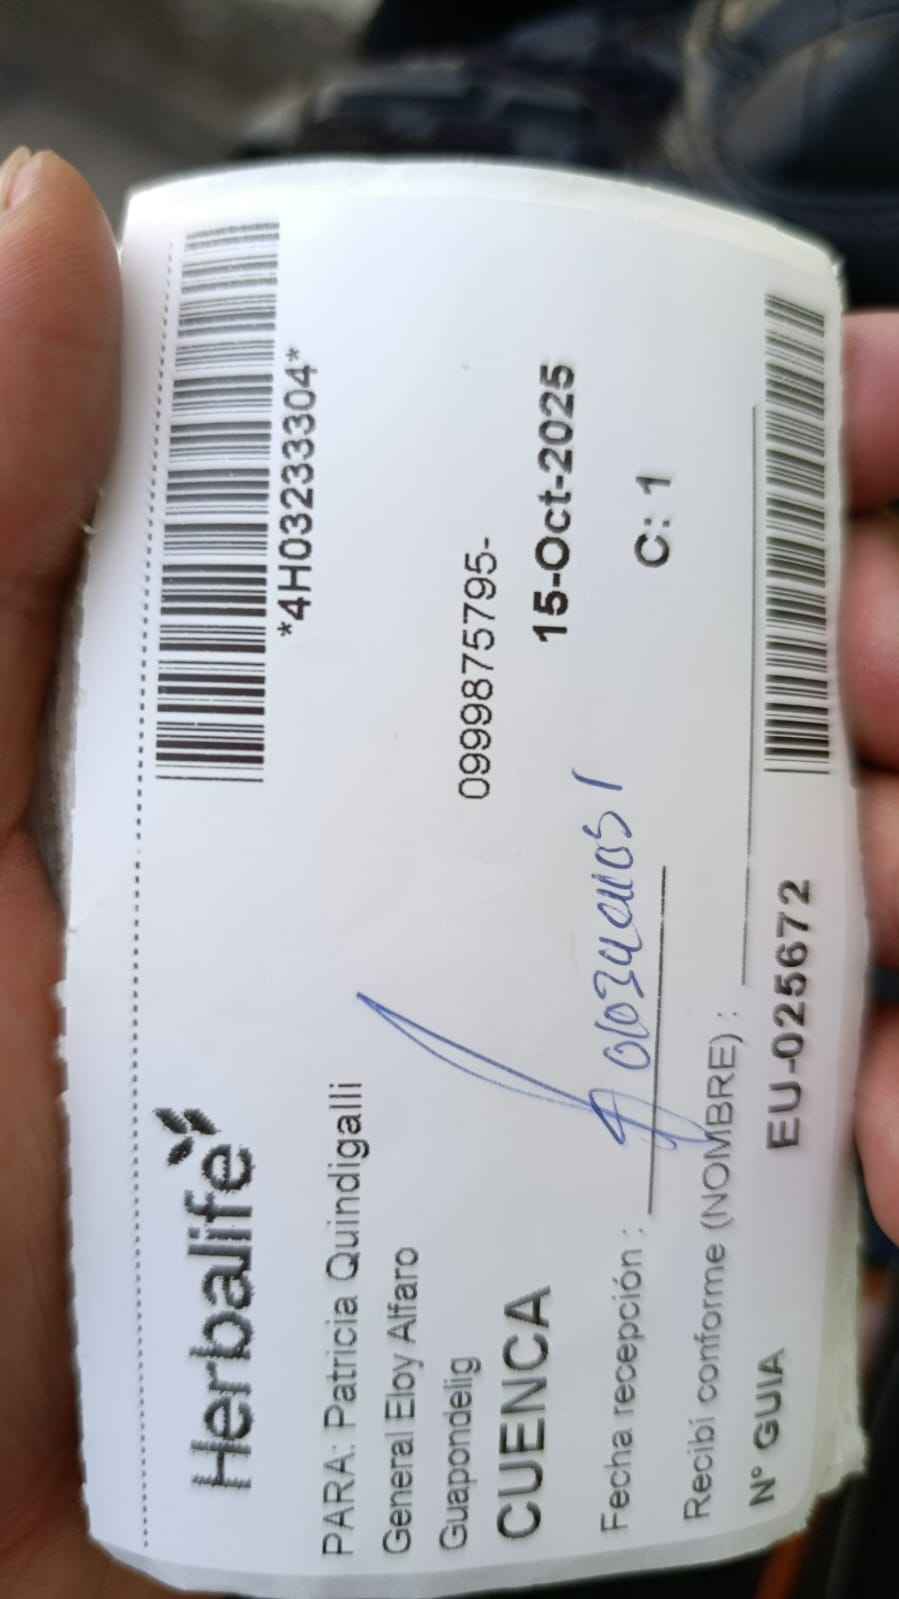 Herbalife
*4H03233304*
PARA: Patricia Quindigalli
General Eloy Alfaro
Guapondelig
0999875795-
CUENCA
15-Oct-2025
Fecha recepción :
C: 1
Recibí conforme (NOMBRE) :
N° GUIA
EU-025672